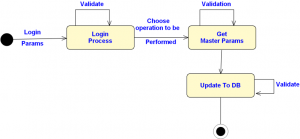 Validate
Choose
operation to be
Performed
Validation
Login
Params
Login
Process
Get
Master Params
Update To DB
Validate